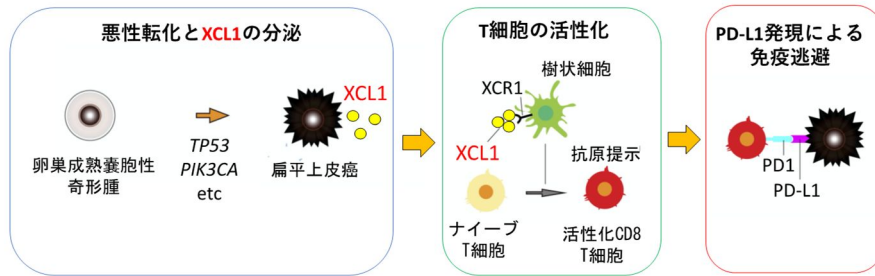 悪性転化とXCL1の分泌
卵巣成熟嚢胞性
奇形腫
TP53
PIK3CA
etc
XCL1
扁平上皮癌
T細胞の活性化
樹状細胞
XCR1
XCL1
抗原提示
ナイーブ
T細胞
活性化CD8
T細胞
PD-L1発現による
免疫逃避
PD1
PD-L1